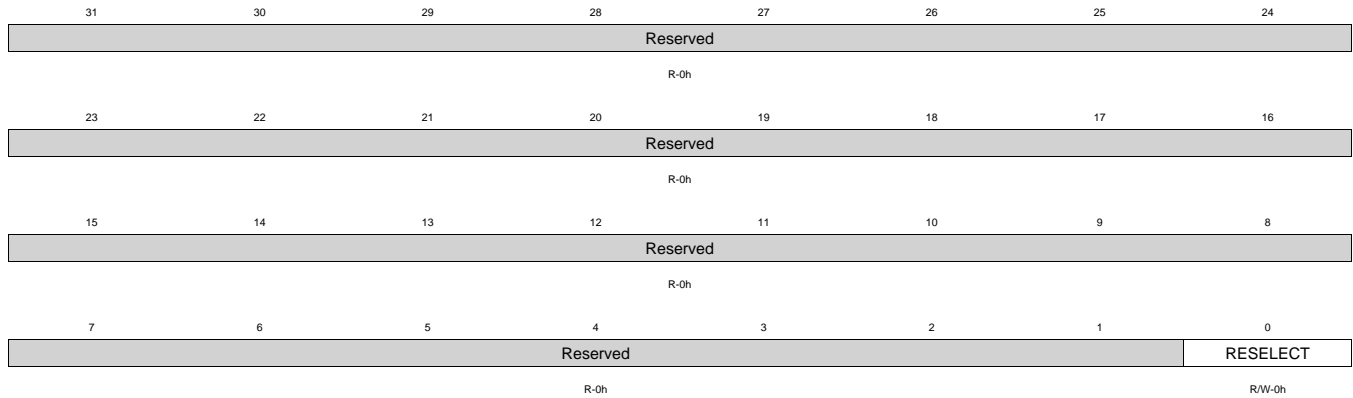 31 30 29 28 27 26 25 24
Reserved
R-0h
23 22 21 20 19 18 17 16
Reserved
R-0h
15 14 13 12 11 10 9 8
Reserved
R-0h
7 6 5 4 3 2 1 0
Reserved RESELECT
R-0h R/W-0h